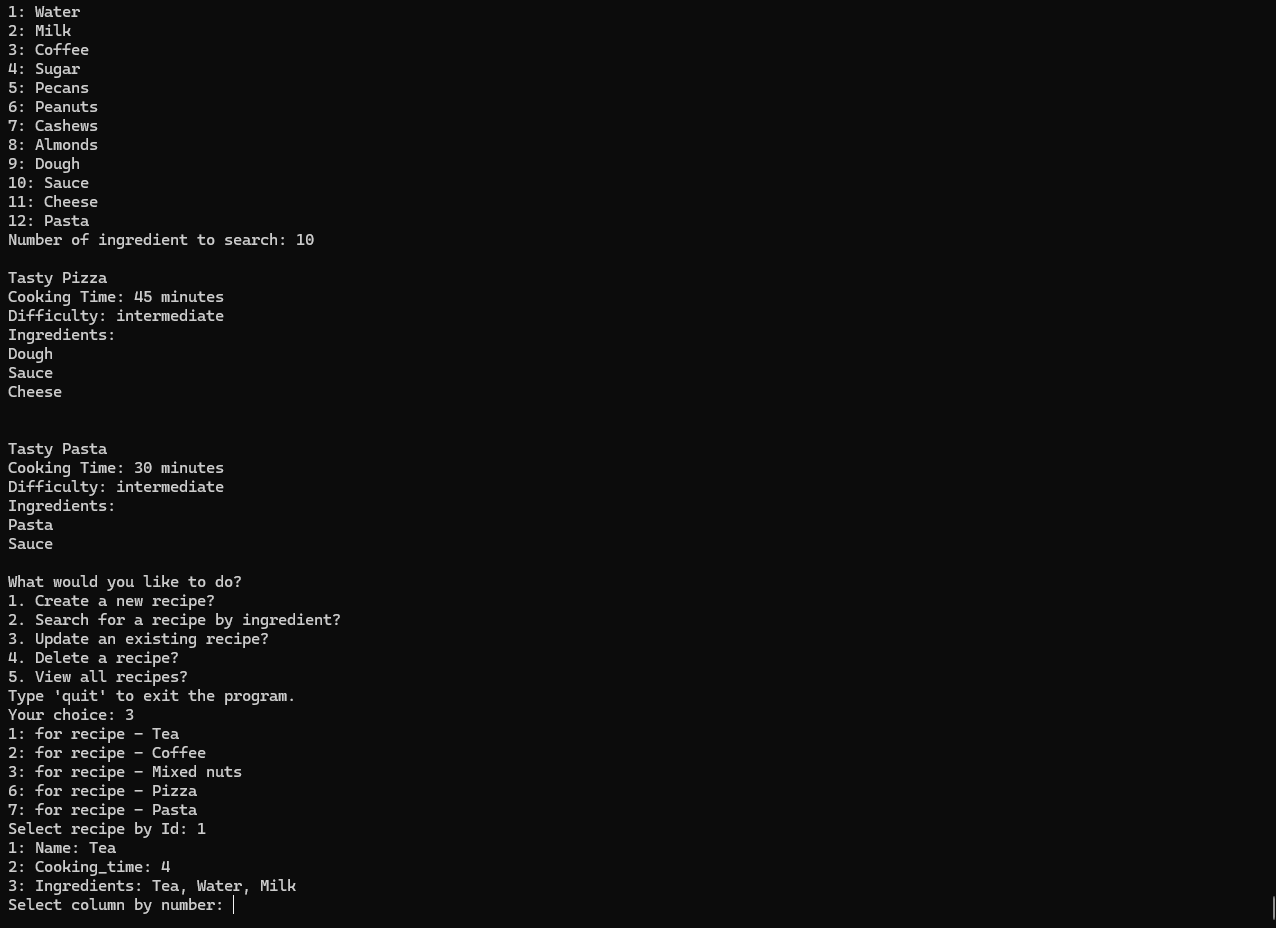 1: Water
2: Milk
3: Coffee
4: Sugar
5: Pecans
6: Peanuts
7: Cashews
8: Almonds
9: Dough
10: Sauce
11: Cheese
12: Pasta
Number of ingredient to search: 10
Tasty Pizza
Cooking Time: 45 minutes
Difficulty: intermediate
Ingredients:
Dough
Sauce
Cheese
Tasty Pasta
Cooking Time: 30 minutes
Difficulty: intermediate
Ingredients:
Pasta
Sauce
What would you like to do?
1. Create a new recipe?
2. Search for a recipe by ingredient?
3. Update an existing recipe?
4. Delete a recipe?
5. View all recipes?
Type 'quit' to exit the program.
Your choice: 3
1: for recipe - Tea
2: for recipe - Coffee
3: for recipe - Mixed nuts
6: for recipe - Pizza
7: for recipe - Pasta
Select recipe by Id: 1
1: Name: Tea
2: Cooking_time: 4
3: Ingredients: Tea, Water, Milk
Select column by number: